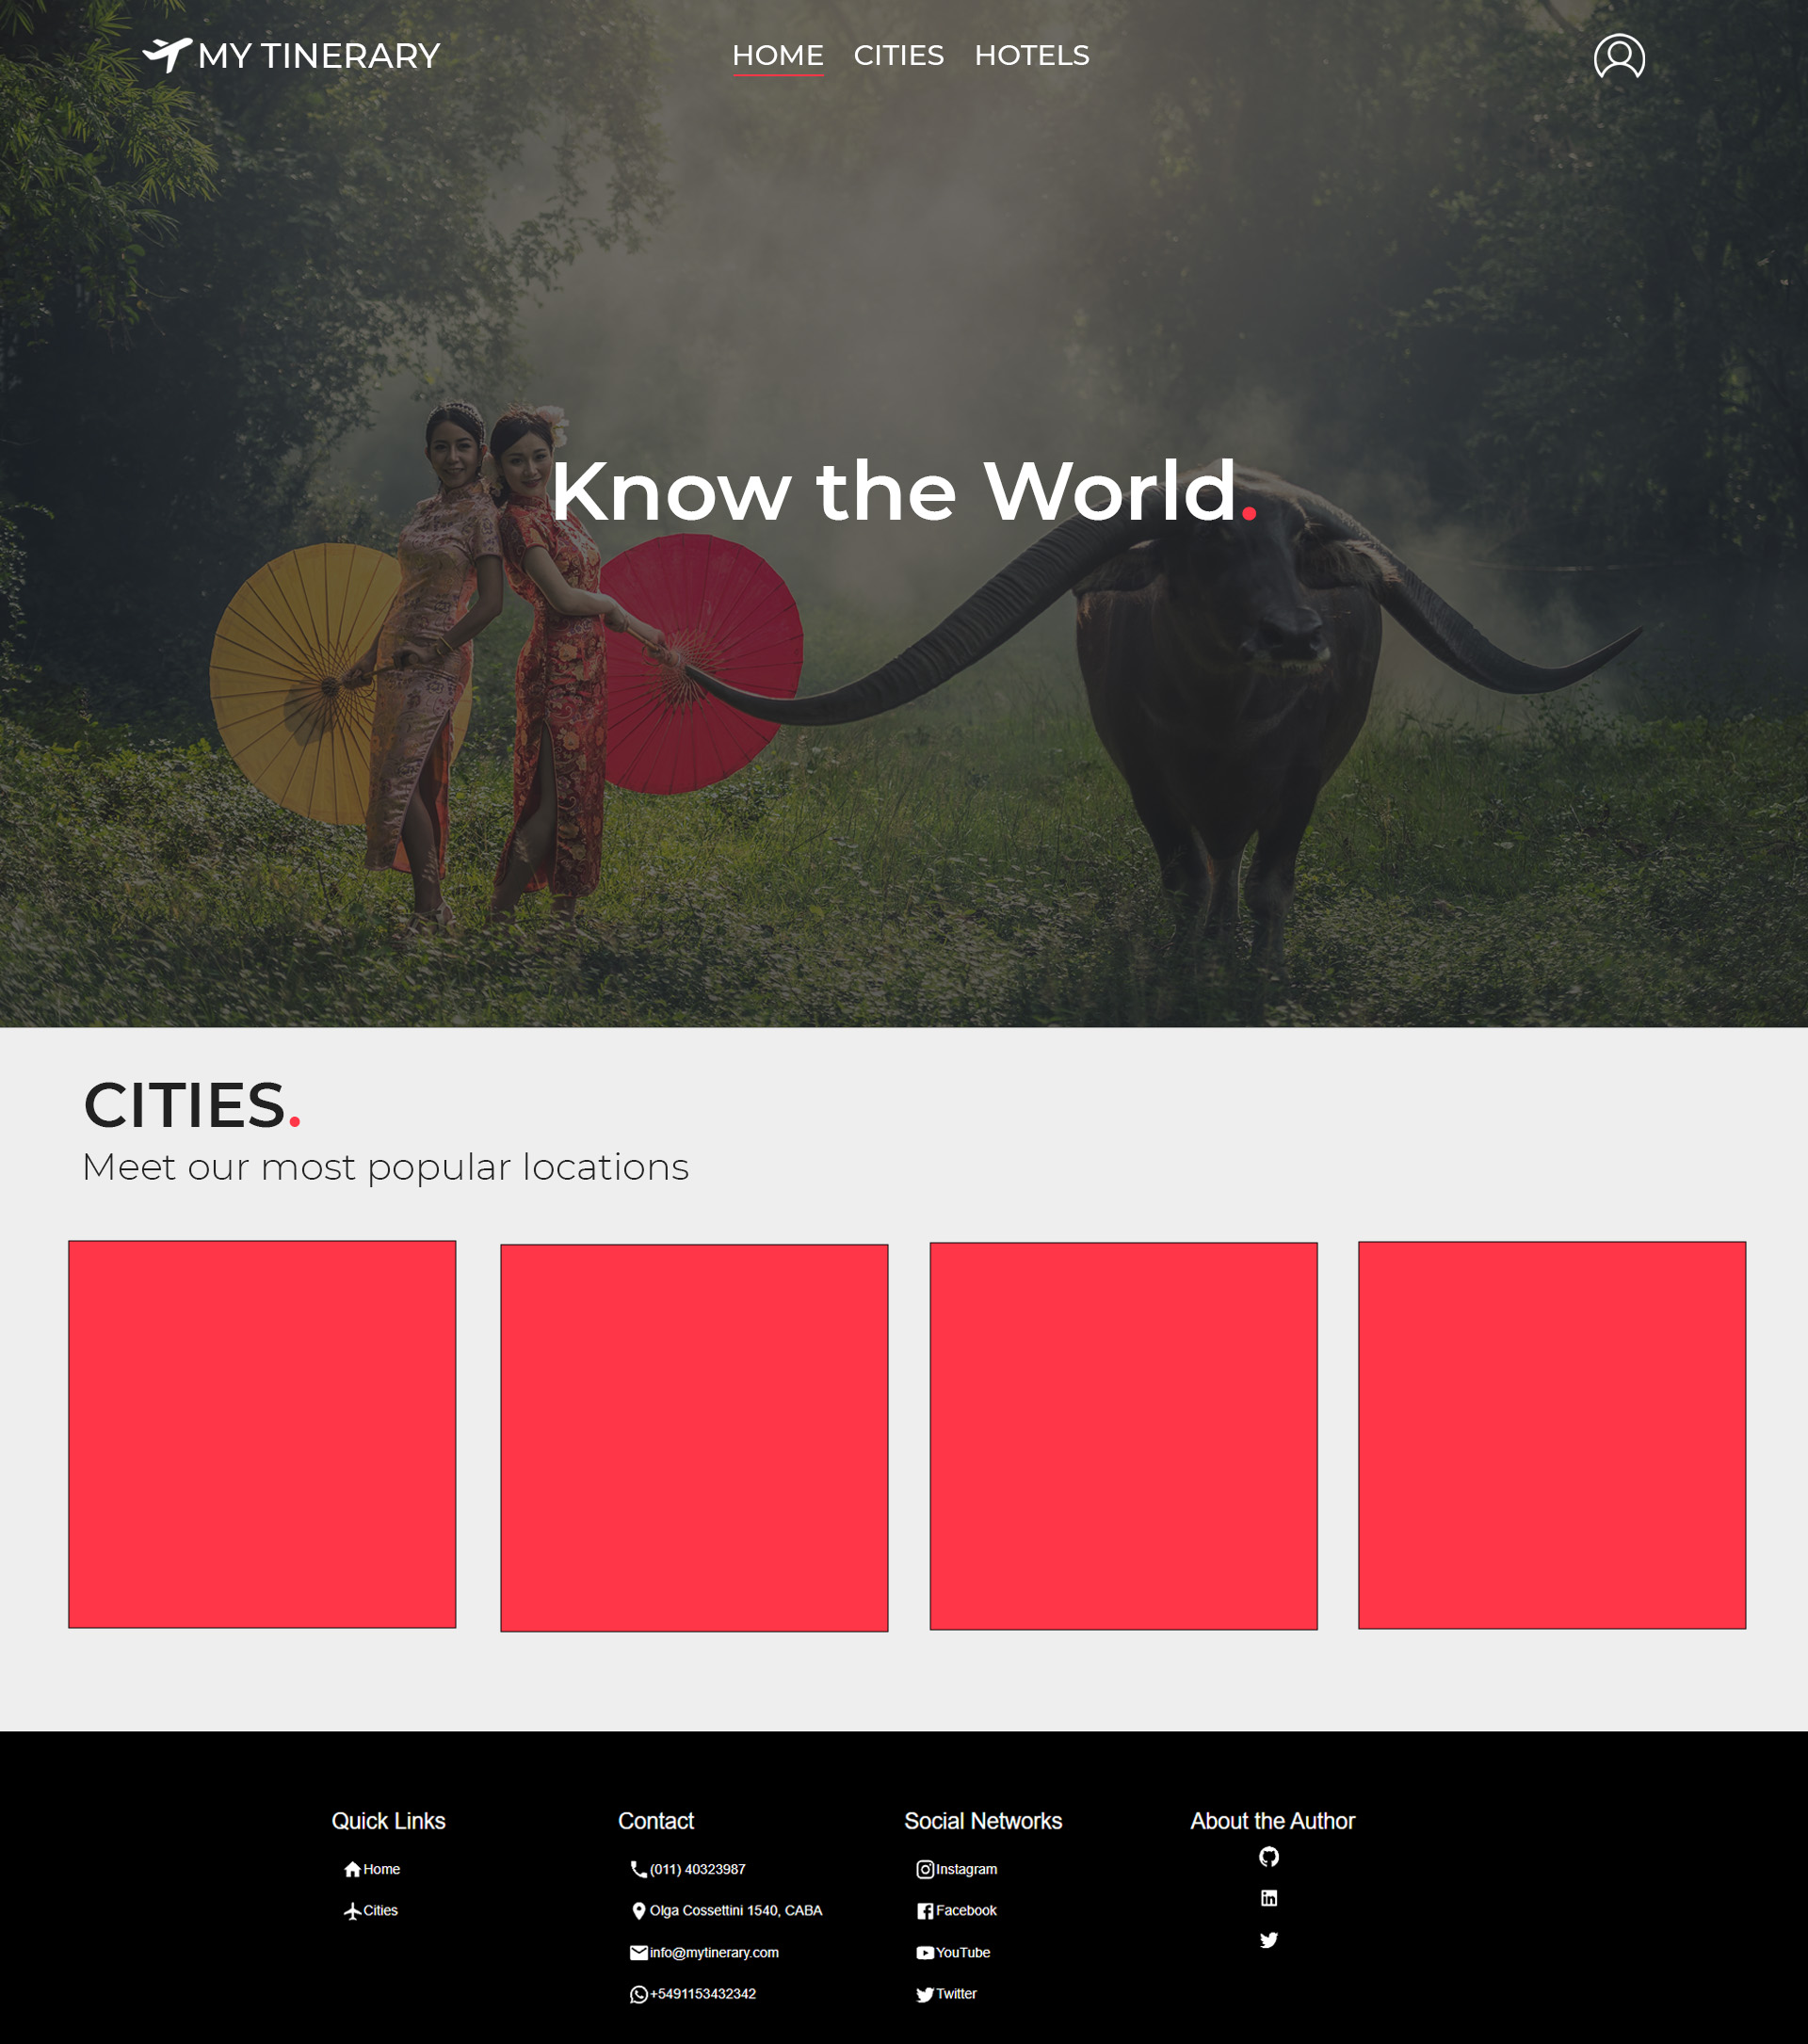 MY TINERARY
HOME CITIES HOTELS
Know the World.
CITIES.
Meet our most popular locations
Quick Links
Home
Cities
Contact
(011) 40323987
Olga Cossettini 1540, CABA
info@mytinerary.com
+5491153432342
Social Networks
Instagram
Facebook
YouTube
Twitter
About the Author